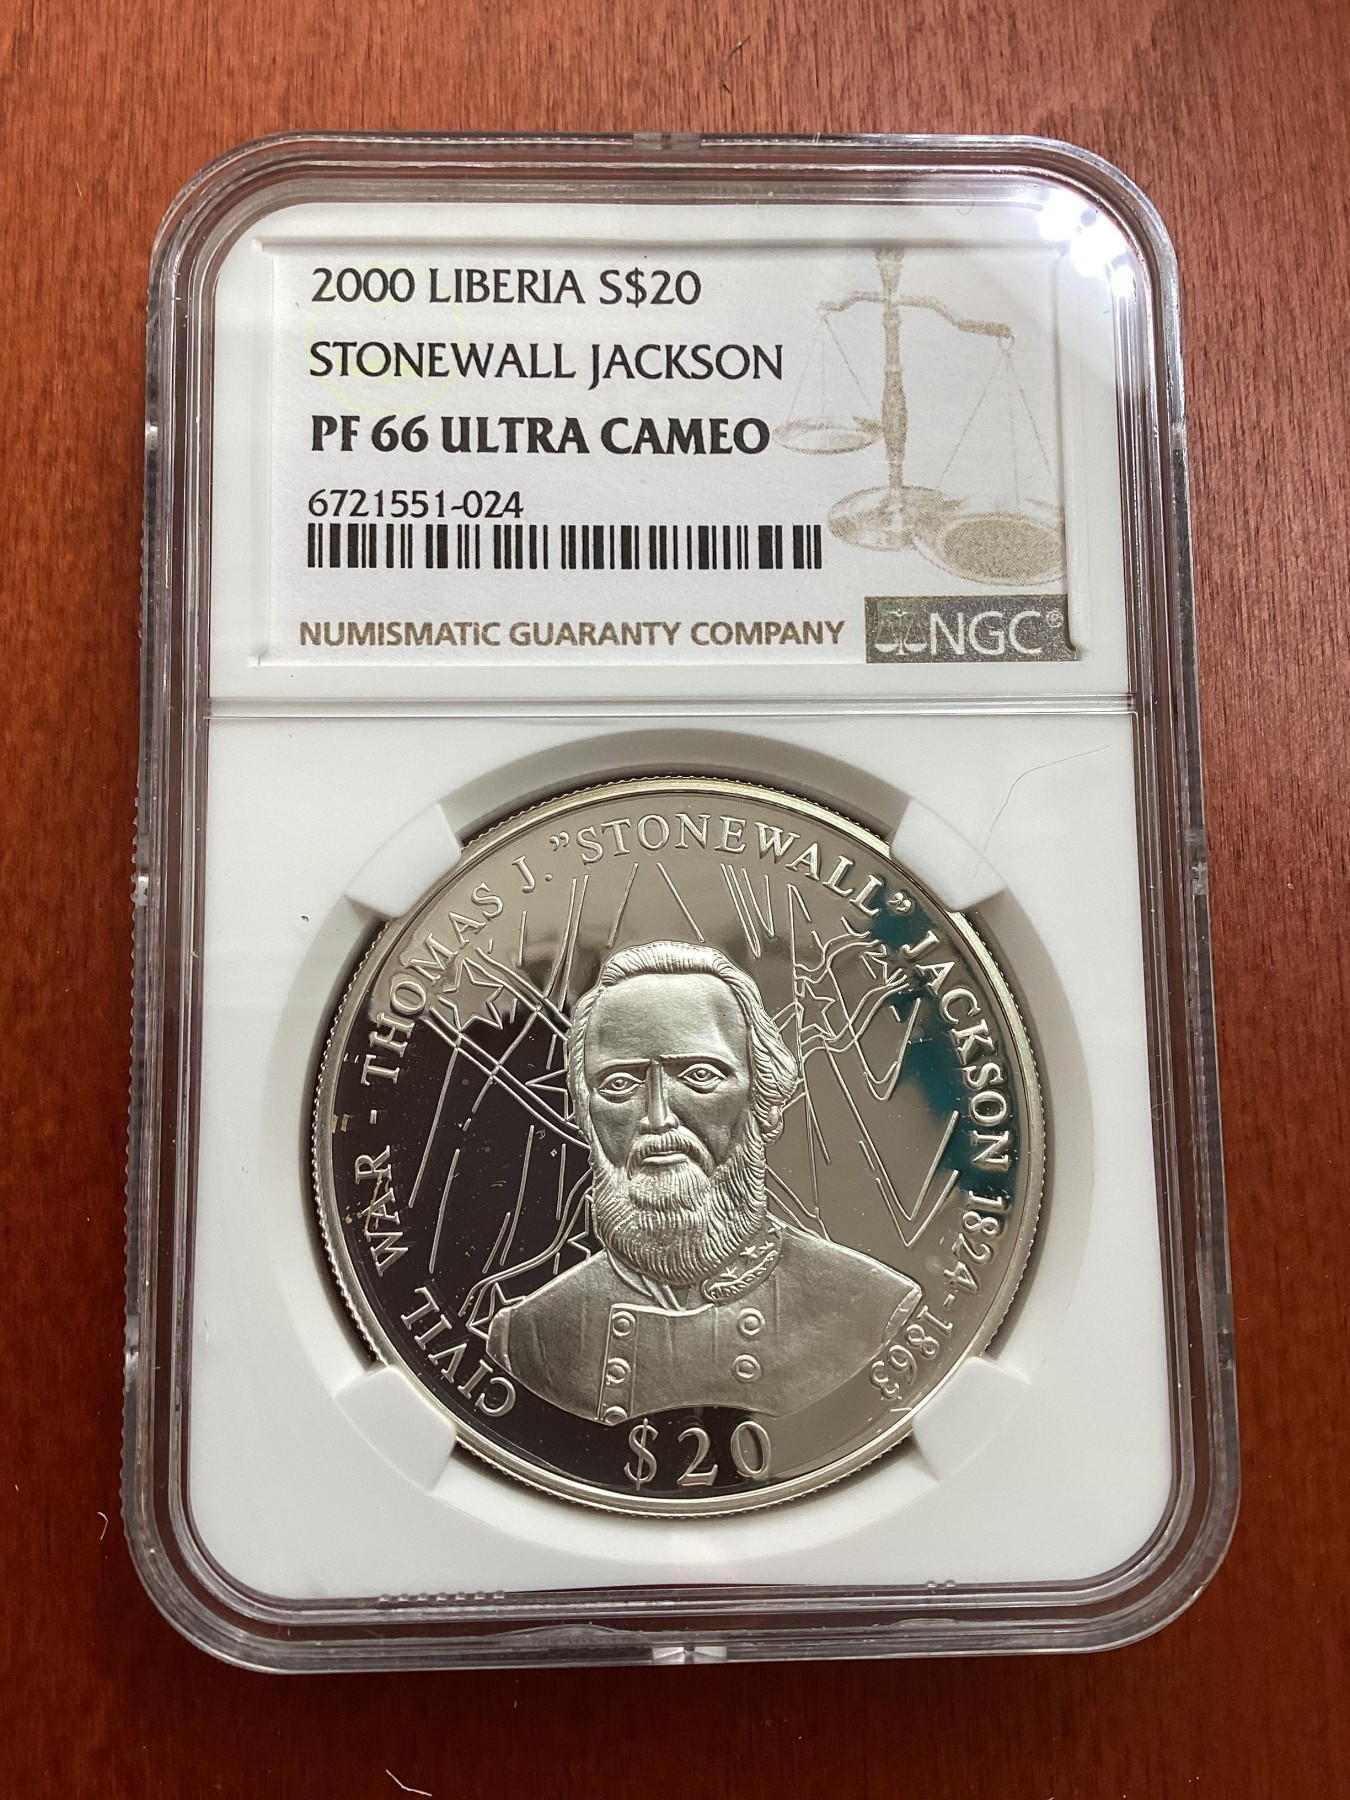 2000 LIBERIA S$20
STONEWALL JACKSON
PF 66 ULTRA CAMEO
6721551-024
NUMISMATIC GUARANTY COMPANY
NGC®
CIVIL WAR - THOMAS J. ”STONEWALL” JACKSON 1824-1863
$20